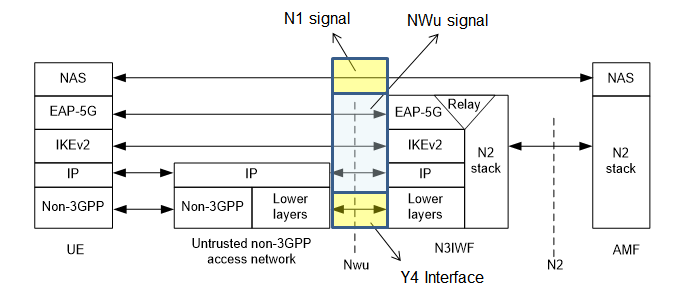 N1 signal
NWu signal
NAS
NAS
EAP-5G
EAP-5G
Relay
IKEv2
IKEv2
N2
stack
N2
stack
IP
IP
IP
Non-3GPP
Non-3GPP
Lower
layers
Lower
layers
UE
Untrusted non-3GPP
access network
Nwu
N3IWF
Y4 Interface
N2
AMF